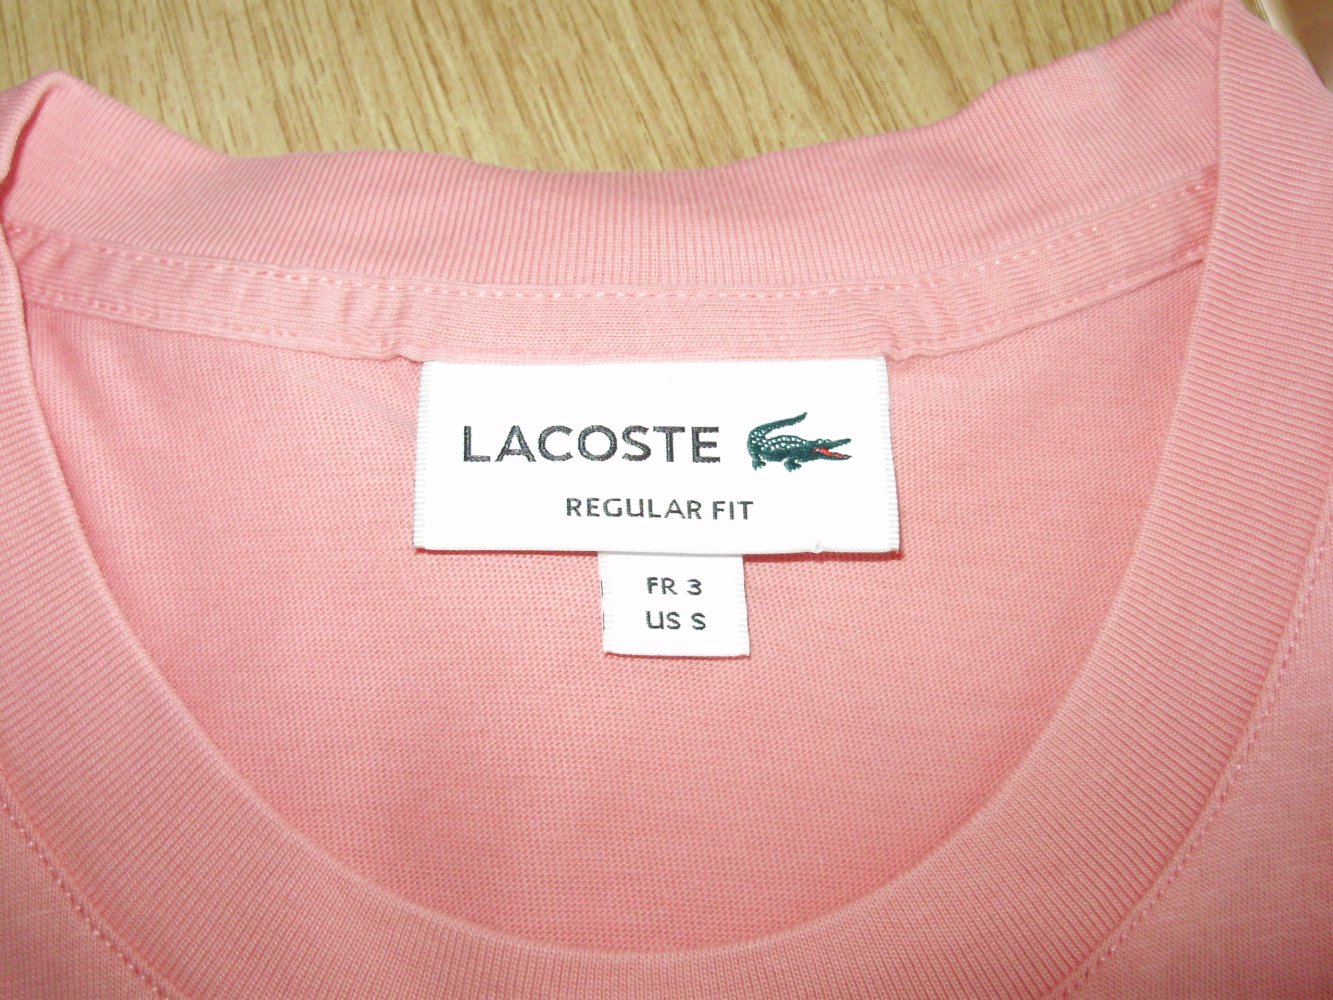 LACOSTE
REGULAR FIT
FR 3
US S